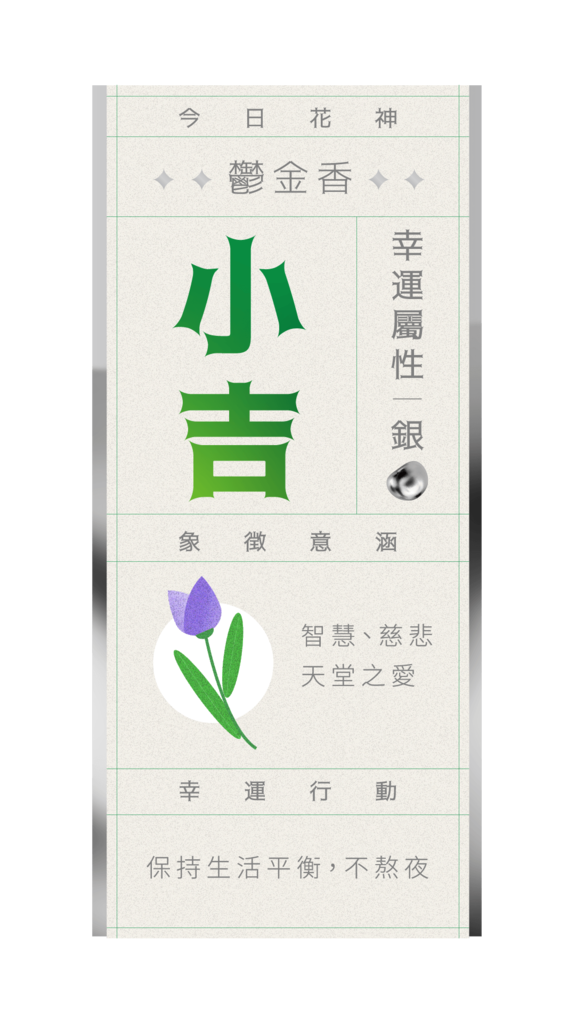 今日花神
鬱金香
小吉
幸運屬性｜銀
象徵意涵
智慧、慈悲
天堂之愛
幸運行動
保持生活平衡，不熬夜